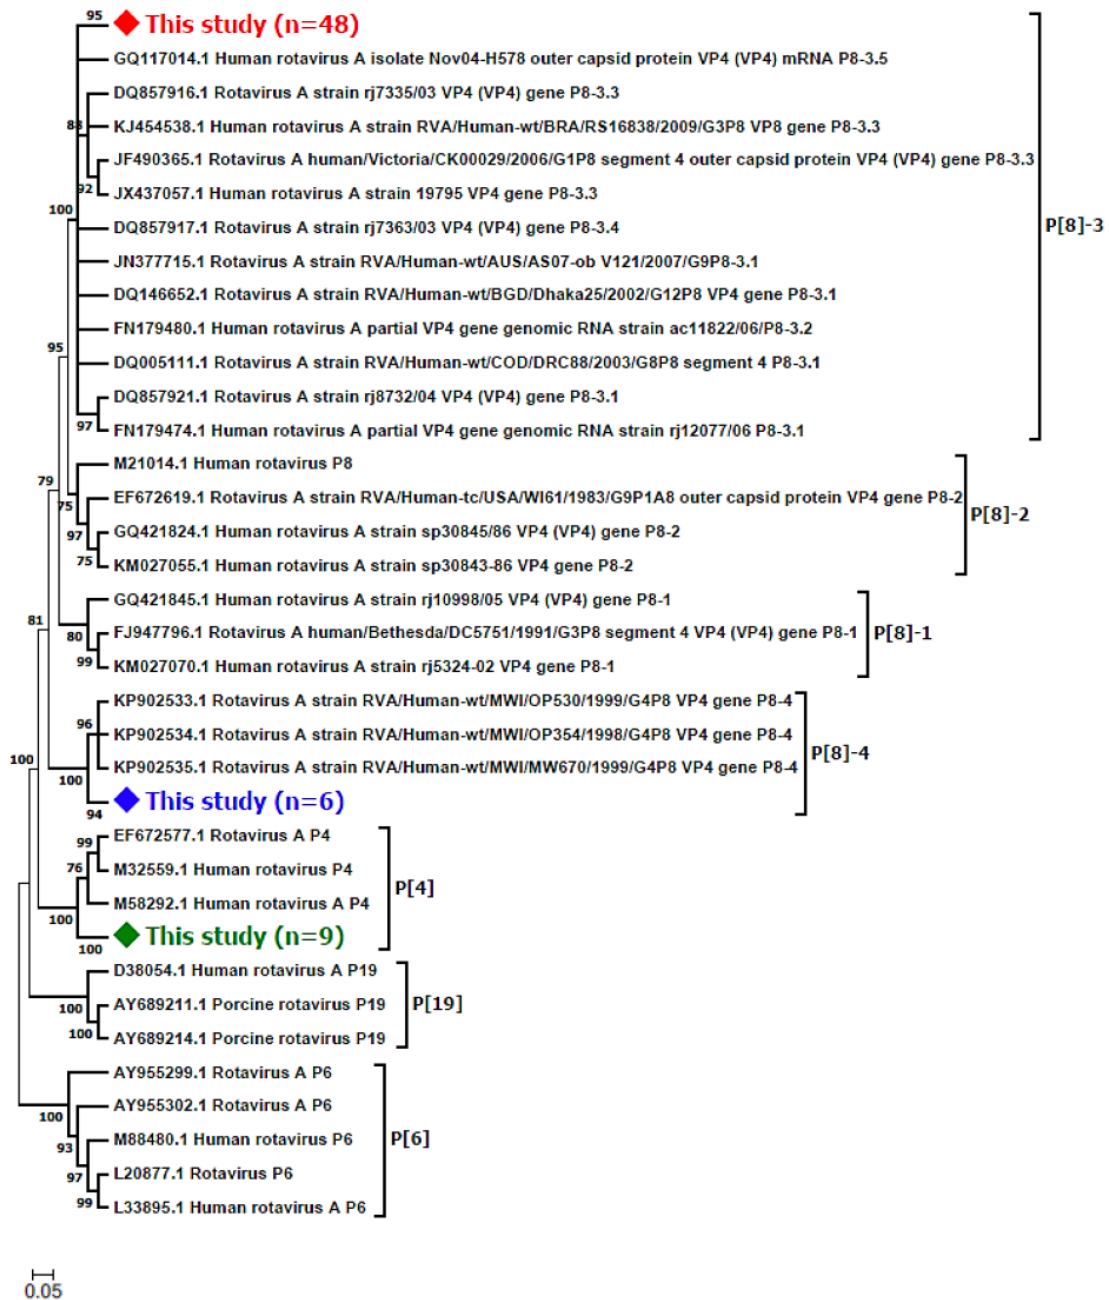 95
This study (n=48)
GQ117014.1 Human rotavirus A isolate Nov04-H578 outer capsid protein VP4 (VP4) mRNA P8-3.5
DQ857916.1 Rotavirus A strain rj7335/03 VP4 (VP4) gene P8-3.3
KJ454538.1 Human rotavirus A strain RVA/Human-wt/BRA/RS16838/2009/G3P8 VP8 gene P8-3.3
JF490365.1 Rotavirus A human/Victoria/CK00029/2006/G1P8 segment 4 outer capsid protein VP4 (VP4) gene P8-3.3
92
JX437057.1 Human rotavirus A strain 19795 VP4 gene P8-3.3
100
DQ857917.1 Rotavirus A strain rj7363/03 VP4 (VP4) gene P8-3.4
P[8]-3
JN377715.1 Rotavirus A strain RVA/Human-wt/AUS/AS07-ob V121/2007/G9P8-3.1
DQ146652.1 Rotavirus A strain RVA/Human-wt/BGD/Dhaka25/2002/G12P8 VP4 gene P8-3.1
FN179480.1 Human rotavirus A partial VP4 gene genomic RNA strain ac11822/06/P8-3.2
95
DQ005111.1 Rotavirus A strain RVA/Human-wt/COD/DRC88/2003/G8P8 segment 4 P8-3.1
DQ857921.1 Rotavirus A strain rj8732/04 VP4 (VP4) gene P8-3.1
97
FN179474.1 Human rotavirus A partial VP4 gene genomic RNA strain rj12077/06 P8-3.1
M21014.1 Human rotavirus P8
79
EF672619.1 Rotavirus A strain RVA/Human-tc/USA/WI61/1983/G9P1A8 outer capsid protein VP4 gene P8-2
75
P[8]-2
97
GQ421824.1 Human rotavirus A strain sp30845/86 VP4 (VP4) gene P8-2
75
KM027055.1 Human rotavirus A strain sp30843-86 VP4 gene P8-2
GQ421845.1 Human rotavirus A strain rj10998/05 VP4 (VP4) gene P8-1
81
80
FJ947796.1 Rotavirus A human/Bethesda/DC5751/1991/G3P8 segment 4 VP4 (VP4) gene P8-1
P[8]-1
99
KM027070.1 Human rotavirus A strain rj5324-02 VP4 gene P8-1
KP902533.1 Rotavirus A strain RVA/Human-wt/MWI/OP530/1999/G4P8 VP4 gene P8-4
96
KP902534.1 Rotavirus A strain RVA/Human-wt/MWI/OP354/1998/G4P8 VP4 gene P8-4
P[8]-4
100
100
KP902535.1 Rotavirus A strain RVA/Human-wt/MWI/MW670/1999/G4P8 VP4 gene P8-4
94
This study (n=6)
99
EF672577.1 Rotavirus A P4
76
M32559.1 Human rotavirus P4
P[4]
M58292.1 Human rotavirus A P4
100
100
This study (n=9)
D38054.1 Human rotavirus A P19
100
AY689211.1 Porcine rotavirus P19
P[19]
100
AY689214.1 Porcine rotavirus P19
AY955299.1 Rotavirus A P6
100
AY955302.1 Rotavirus A P6
93
M88480.1 Human rotavirus P6
P[6]
97
L20877.1 Rotavirus P6
99
L33895.1 Human rotavirus A P6
0.05